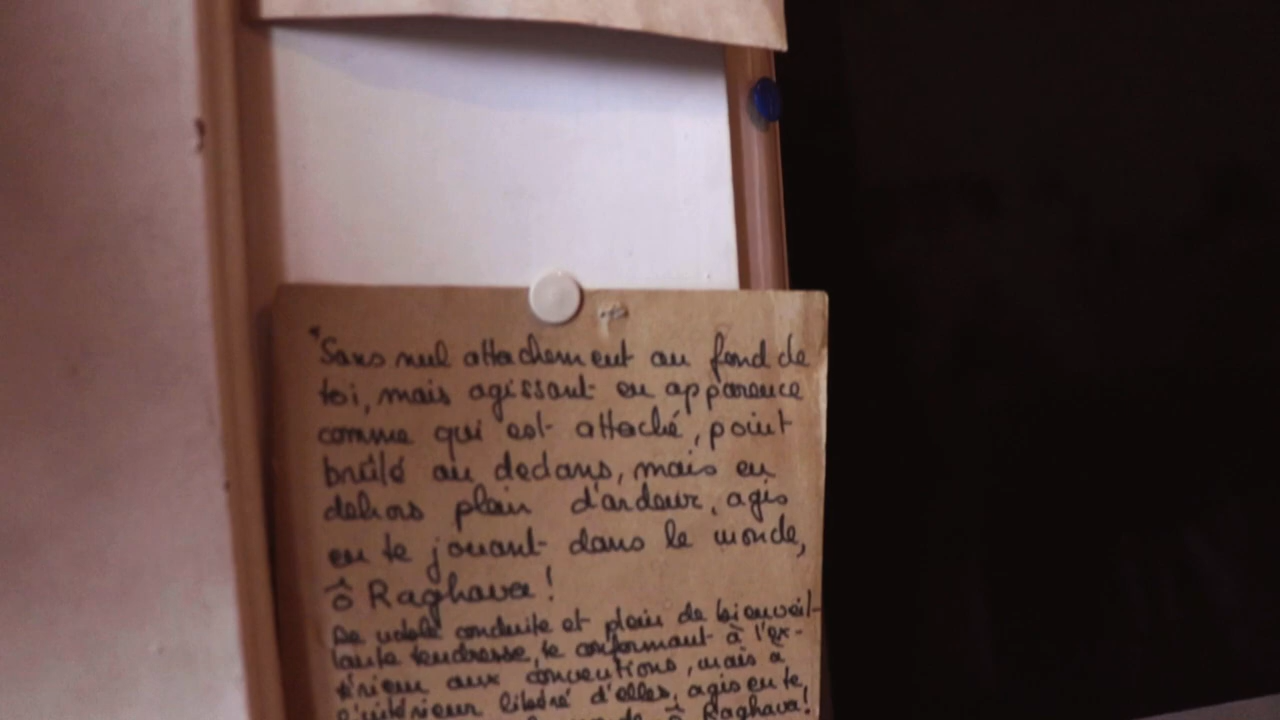 "Sans nul attachement au fond de
toi, mais agissant en apparence
comme qui est attaché, point
brûlé au dedans, mais en
dehors plein d'ardeur, agis
en te jouant dans le monde,
ô Raghava!
De noble conduite et plein de bienveil-
lante tendresse, te conformant à l'ex-
térieur aux conventions, mais à
l'intérieur libéré d'elles, agis en te
ô Raghava!